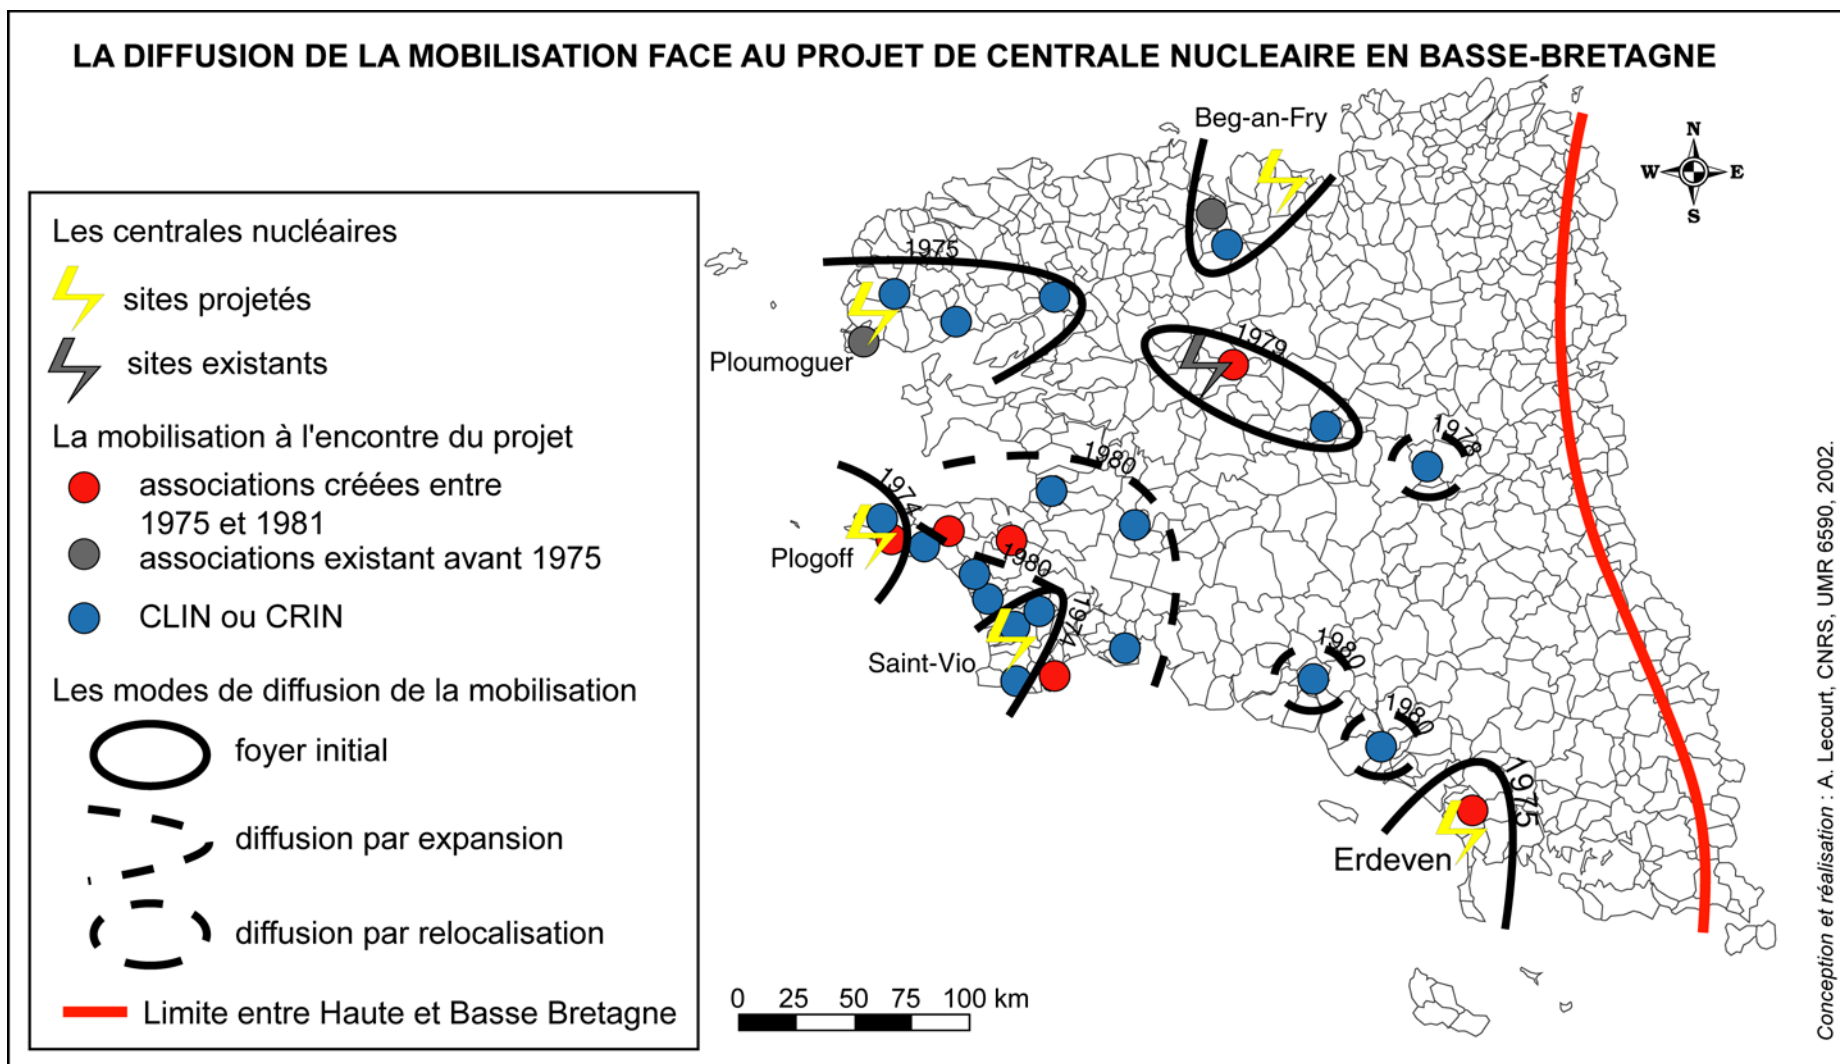 LA DIFFUSION DE LA MOBILISATION FACE AU PROJET DE CENTRALE NUCLEAIRE EN BASSE-BRETAGNE
Les centrales nucléaires
sites projetés
sites existants
La mobilisation à l'encontre du projet
associations créées entre
1975 et 1981
associations existant avant 1975
CLIN ou CRIN
Les modes de diffusion de la mobilisation
foyer initial
diffusion par expansion
diffusion par relocalisation
Limite entre Haute et Basse Bretagne
Beg-an-Fry
N
W
E
S
1975
Ploumoguer
1979
1978
1980
1974
Plogoff
1980
1974
Saint-Vio
1980
1980
1975
Erdeven
0 25 50 75 100 km
Conception et réalisation : A. Lecourt, CNRS, UMR 6590, 2002.